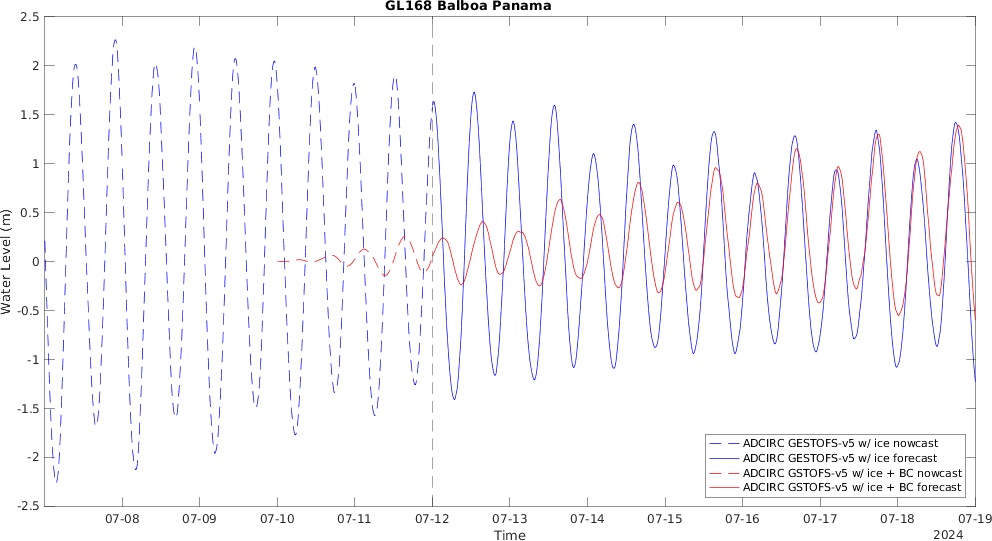 GL168 Balboa Panama
2.5
2
1.5
1
0.5
0
-0.5
-1
-1.5
-2
-2.5
Water Level (m)
ADCIRC GESTOFS-v5 w/ ice nowcast
ADCIRC GESTOFS-v5 w/ ice forecast
ADCIRC GSTOFS-v5 w/ ice + BC nowcast
ADCIRC GSTOFS-v5 w/ ice + BC forecast
07-08 07-09 07-10 07-11 07-12 07-13 07-14 07-15 07-16 07-17 07-18 07-19
Time
2024